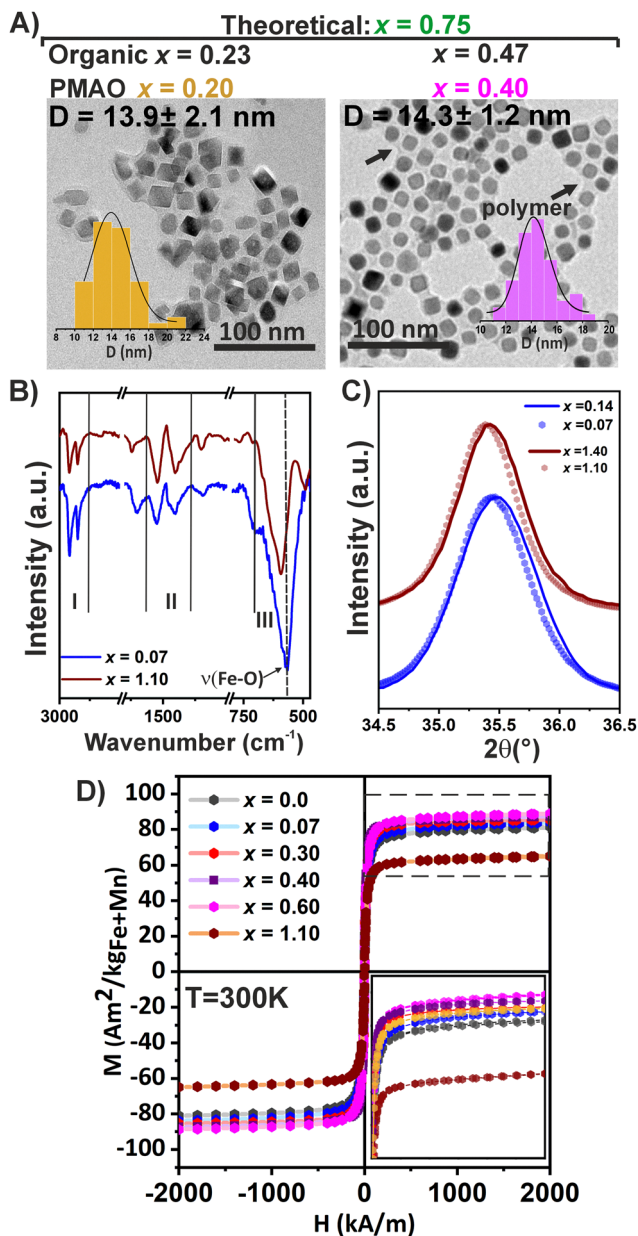 A)
Theoretical: x = 0.75
Organic x = 0.23
x = 0.47
PMAO x = 0.20
x = 0.40
D = 13.9± 2.1 nm
D = 14.3± 1.2 nm
polymer
100 nm
8 10 12 14 16 18 20 22 24
D (nm)
100 nm
10 12 14 16 18 20
D (nm)
B)
Intensity (a.u.)
I
II
III
x = 0.07
x = 1.10
ν(Fe-O)
3000 1500 750 500
Wavenumber (cm-1)
C)
Intensity (a.u.)
x =0.14
x =0.07
x =1.40
x =1.10
34.5 35.0 35.5 36.0 36.5
2θ(°)
D)
M (Am2/kgFe+Mn)
100
80
60
40
20
0
-20
-40
-60
-80
-100
x = 0.0
x = 0.07
x = 0.30
x = 0.40
x = 0.60
x = 1.10
T=300K
-2000 -1000 0 1000 2000
H (kA/m)